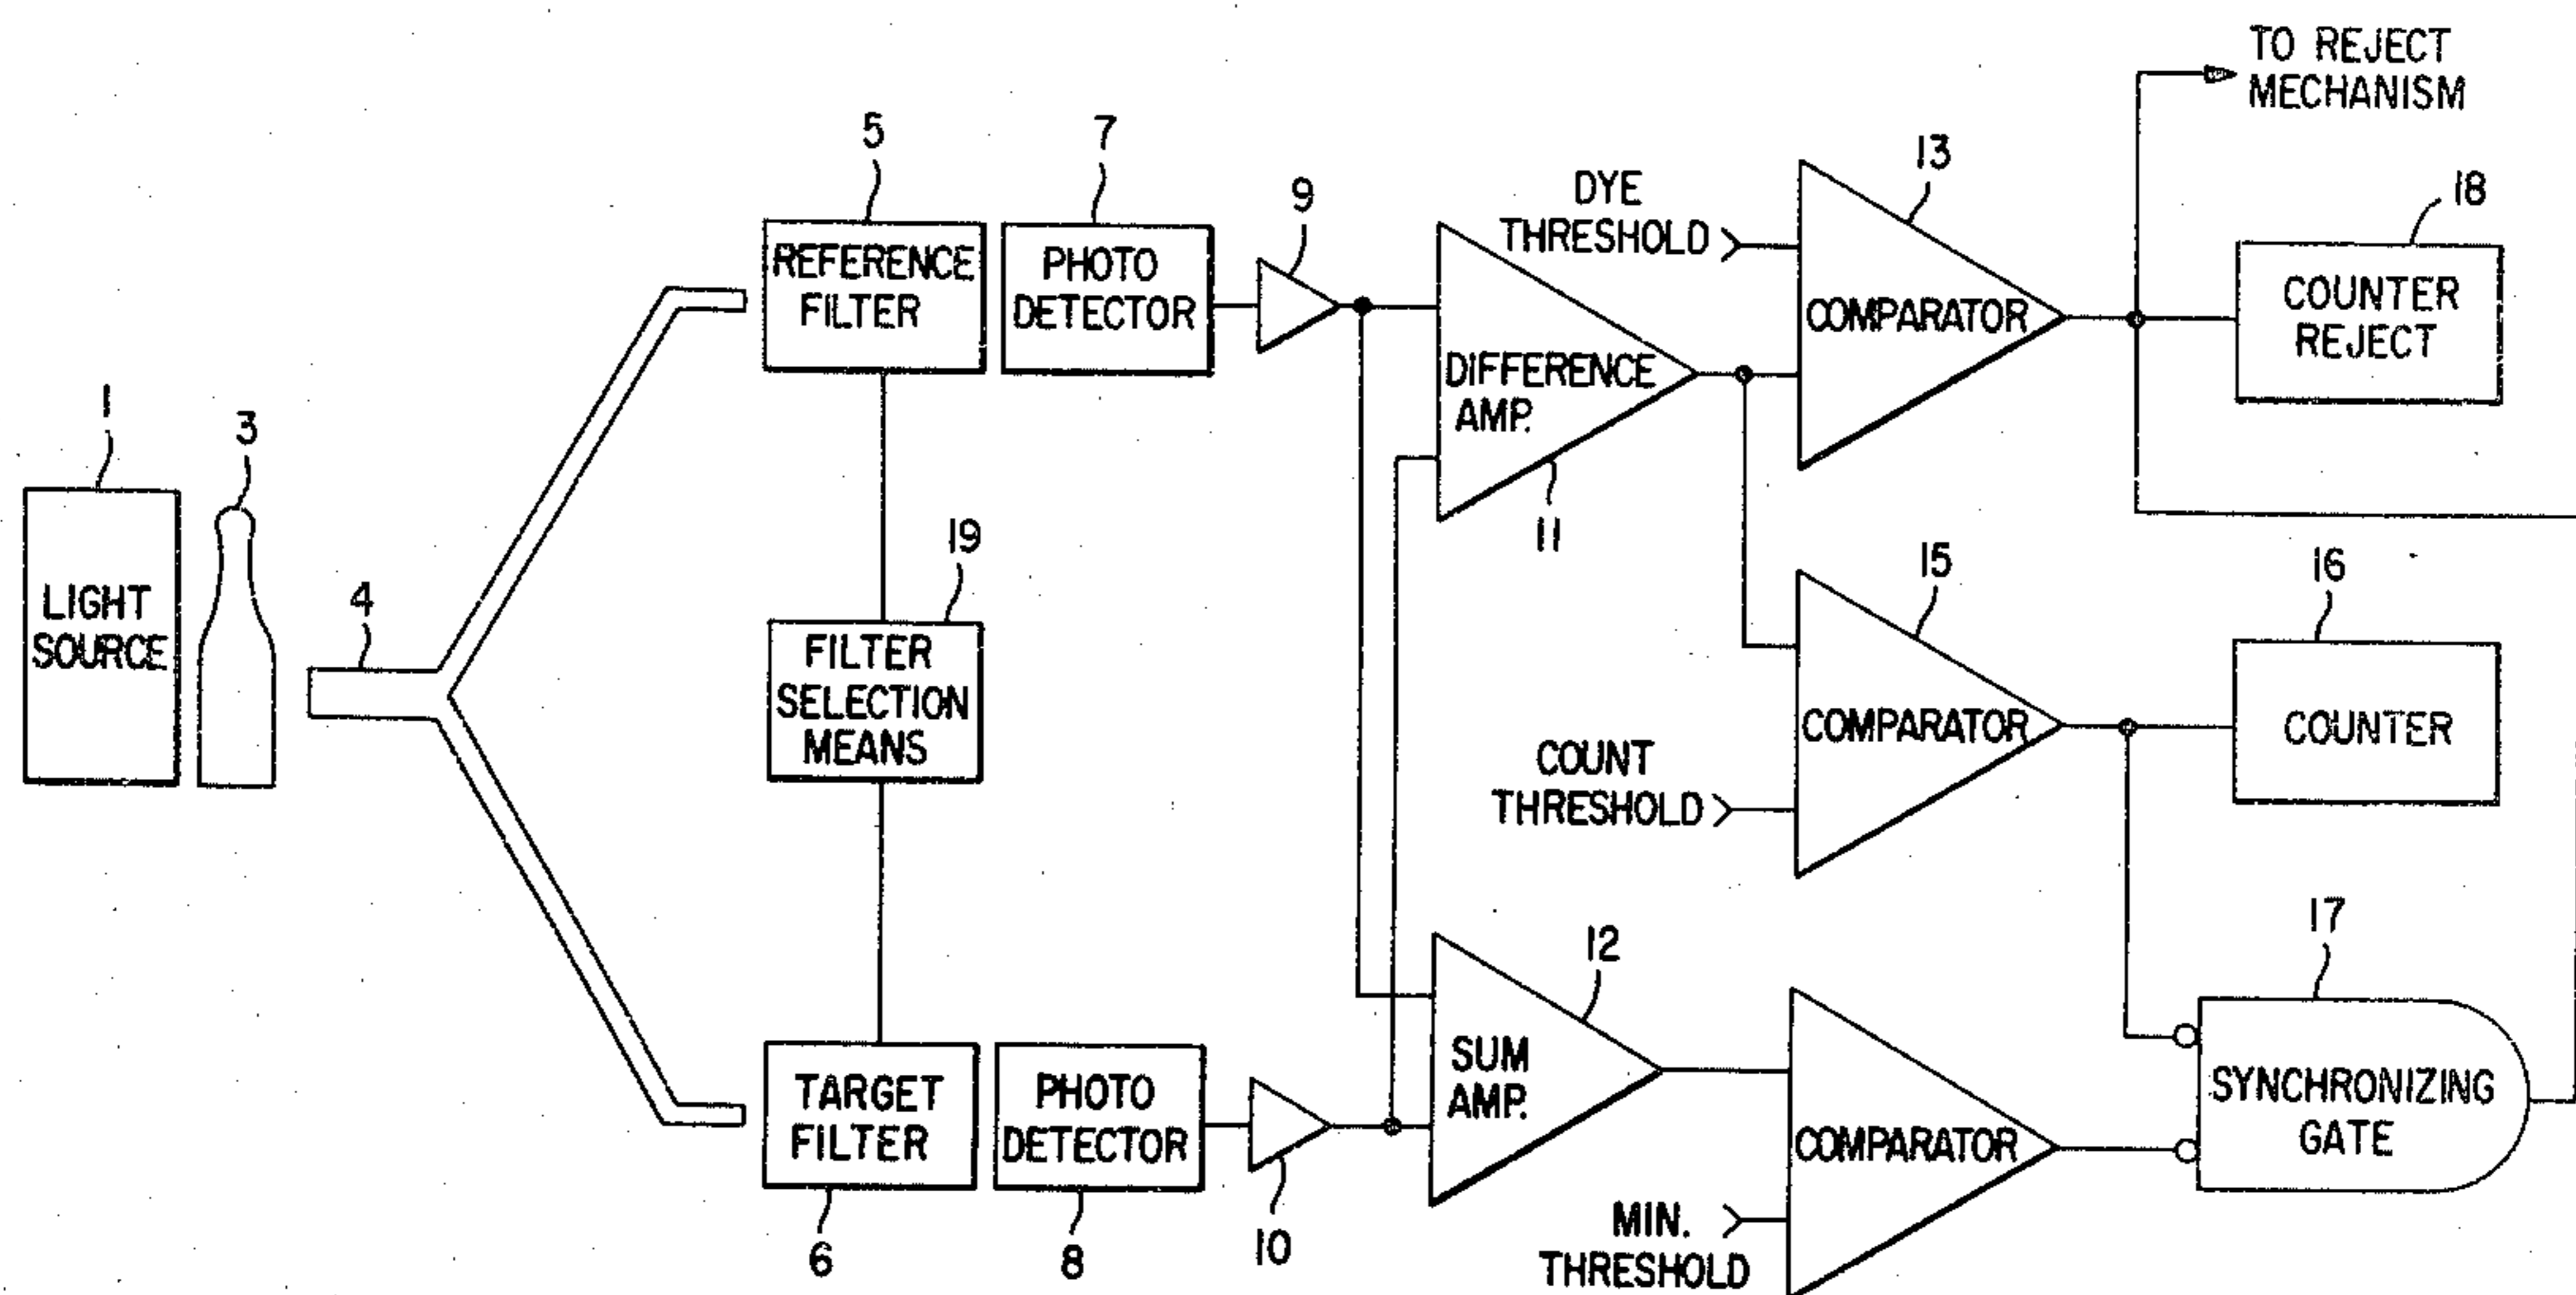 TO REJECT
MECHANISM
5
7
9
13
18
DYE
THRESHOLD
REFERENCE
FILTER
PHOTO
DETECTOR
COMPARATOR
COUNTER
REJECT
DIFFERENCE
AMP.
11
1
3
19
15
16
LIGHT
SOURCE
4
FILTER
SELECTION
MEANS
COMPARATOR
COUNTER
COUNT
THRESHOLD
12
17
SUM
AMP.
TARGET
FILTER
PHOTO
DETECTOR
COMPARATOR
SYNCHRONIZING
GATE
6
8
10
MIN.
THRESHOLD